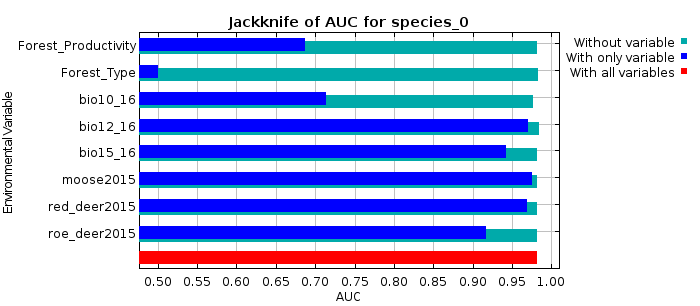 Jackknife of AUC for species_0
Environmental Variable
Forest_Productivity
Forest_Type
bio10_16
bio12_16
bio15_16
moose2015
red_deer2015
roe_deer2015
0.50 0.55 0.60 0.65 0.70 0.75 0.80 0.85 0.90 0.95 1.00
AUC
Without variable
With only variable
With all variables